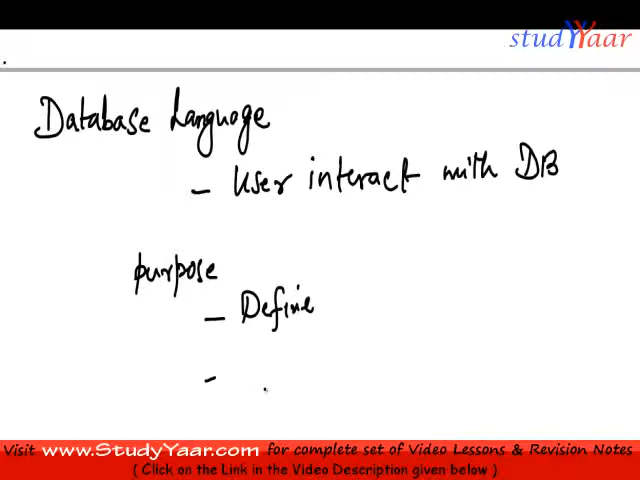 studYYaar
Database Language
- User interact with DB
purpose
- Define
-
Visit www.StudyYaar.com for complete set of Video Lessons & Revision Notes
( Click on the Link in the Video Description given below )